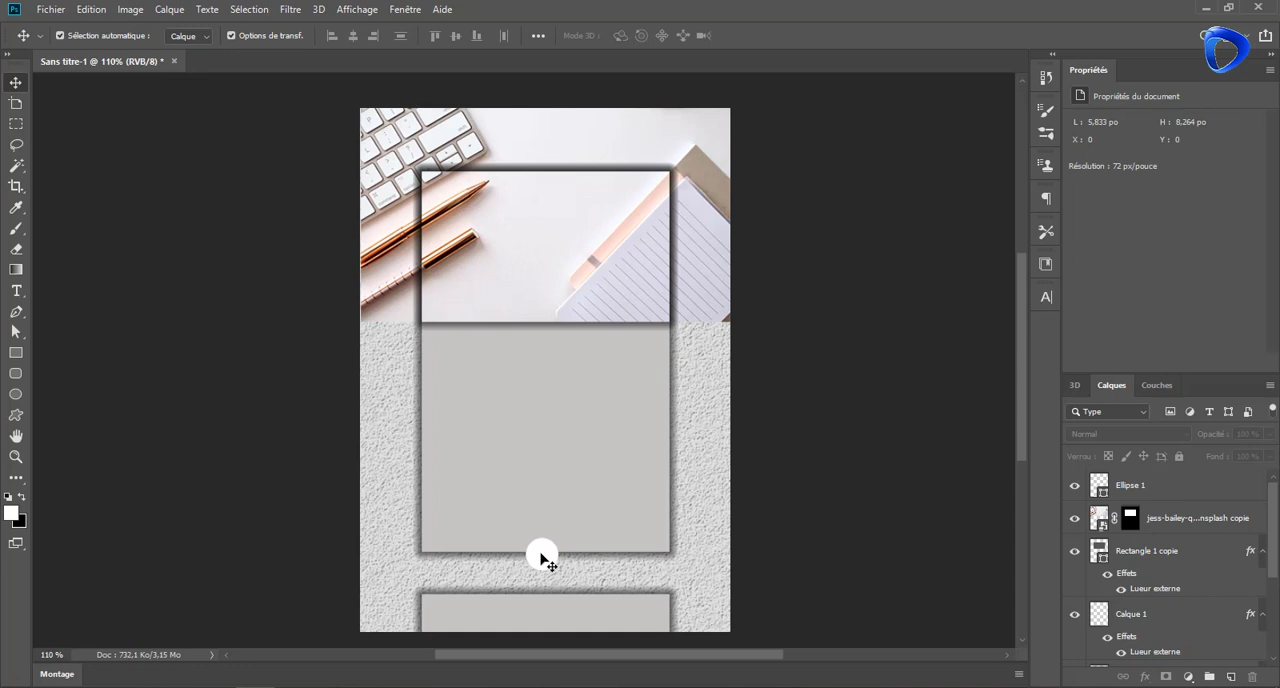 Ps Fichier Edition Image Calque Texte Sélection Filtre 3D Affichage Fenêtre Aide
Sélection automatique : Calque Options de transf. Mode 3D :
Sans titre-1 @ 110% (RVB/8) * ×
Propriétés
Propriétés du document
L : 5,833 po H : 8,264 po
X : 0 Y : 0
Résolution : 72 px/pouce
3D Calques Couches
Type
Normal Opacité : 100 %
Verrou : Fond : 100 %
Ellipse 1
jess-bailey-q...nsplash copie
Rectangle 1 copie fx
Effets
Lueur externe
Calque 1 fx
Effets
Lueur externe
110 % Doc : 732,1 Ko/3,15 Mo
Montage